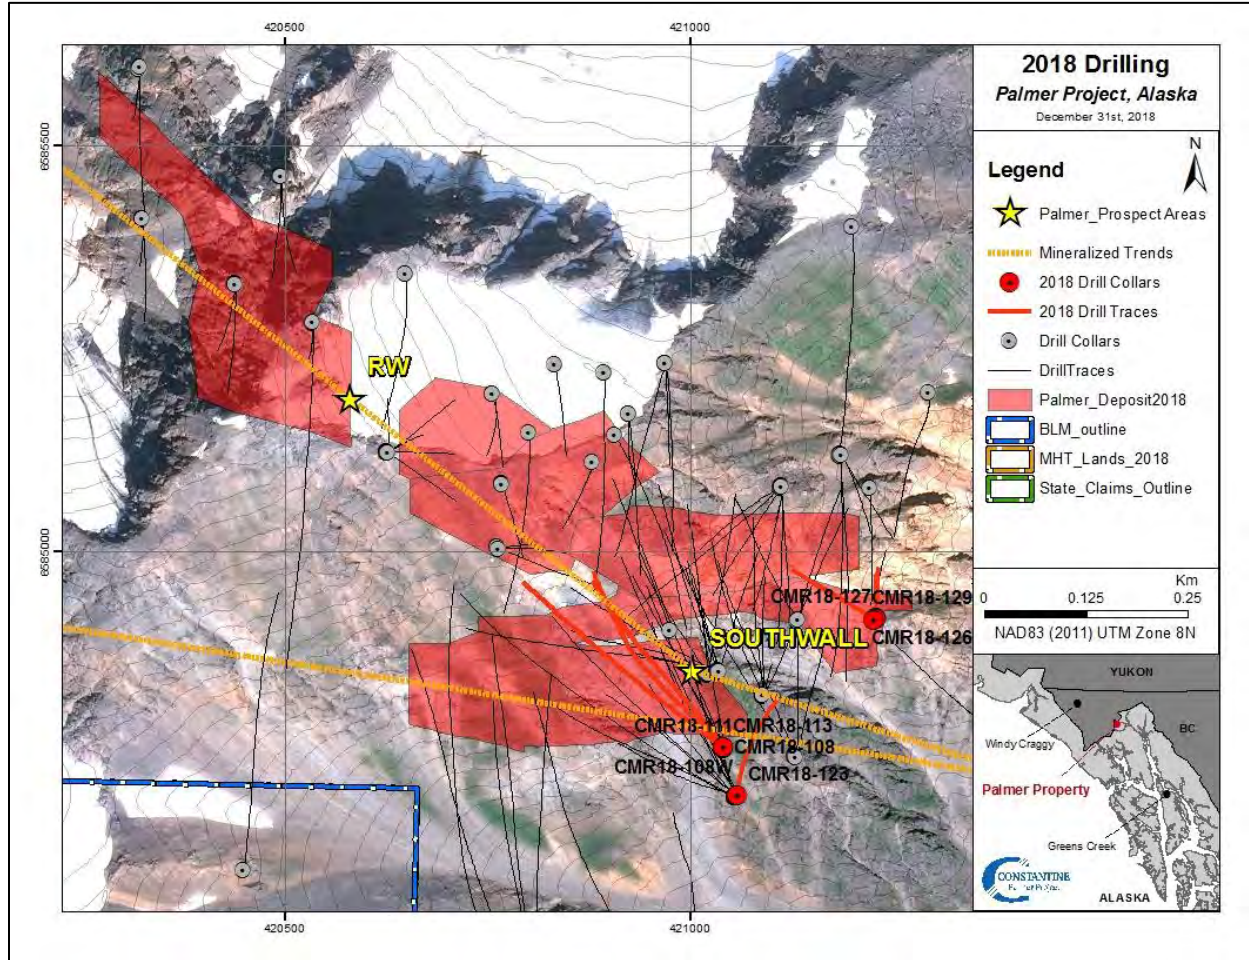 420500
421000
6585500
6585000
RW
SOUTHWALL
CMR18-127
CMR18-129
CMR18-126
CMR18-111
CMR18-113
CMR18-108
CMR18-108W
CMR18-123
420500
421000
2018 Drilling
Palmer Project, Alaska
December 31st, 2018
N
Legend
Palmer_Prospect Areas
Mineralized Trends
2018 Drill Collars
2018 Drill Traces
Drill Collars
DrillTraces
Palmer_Deposit2018
BLM_outline
MHT_Lands_2018
State_Claims_Outline
Km
0 0.125 0.25
NAD83 (2011) UTM Zone 8N
YUKON
BC
Windy Craggy
Palmer Property
Greens Creek
CONSTANTINE
Palmer Project
ALASKA